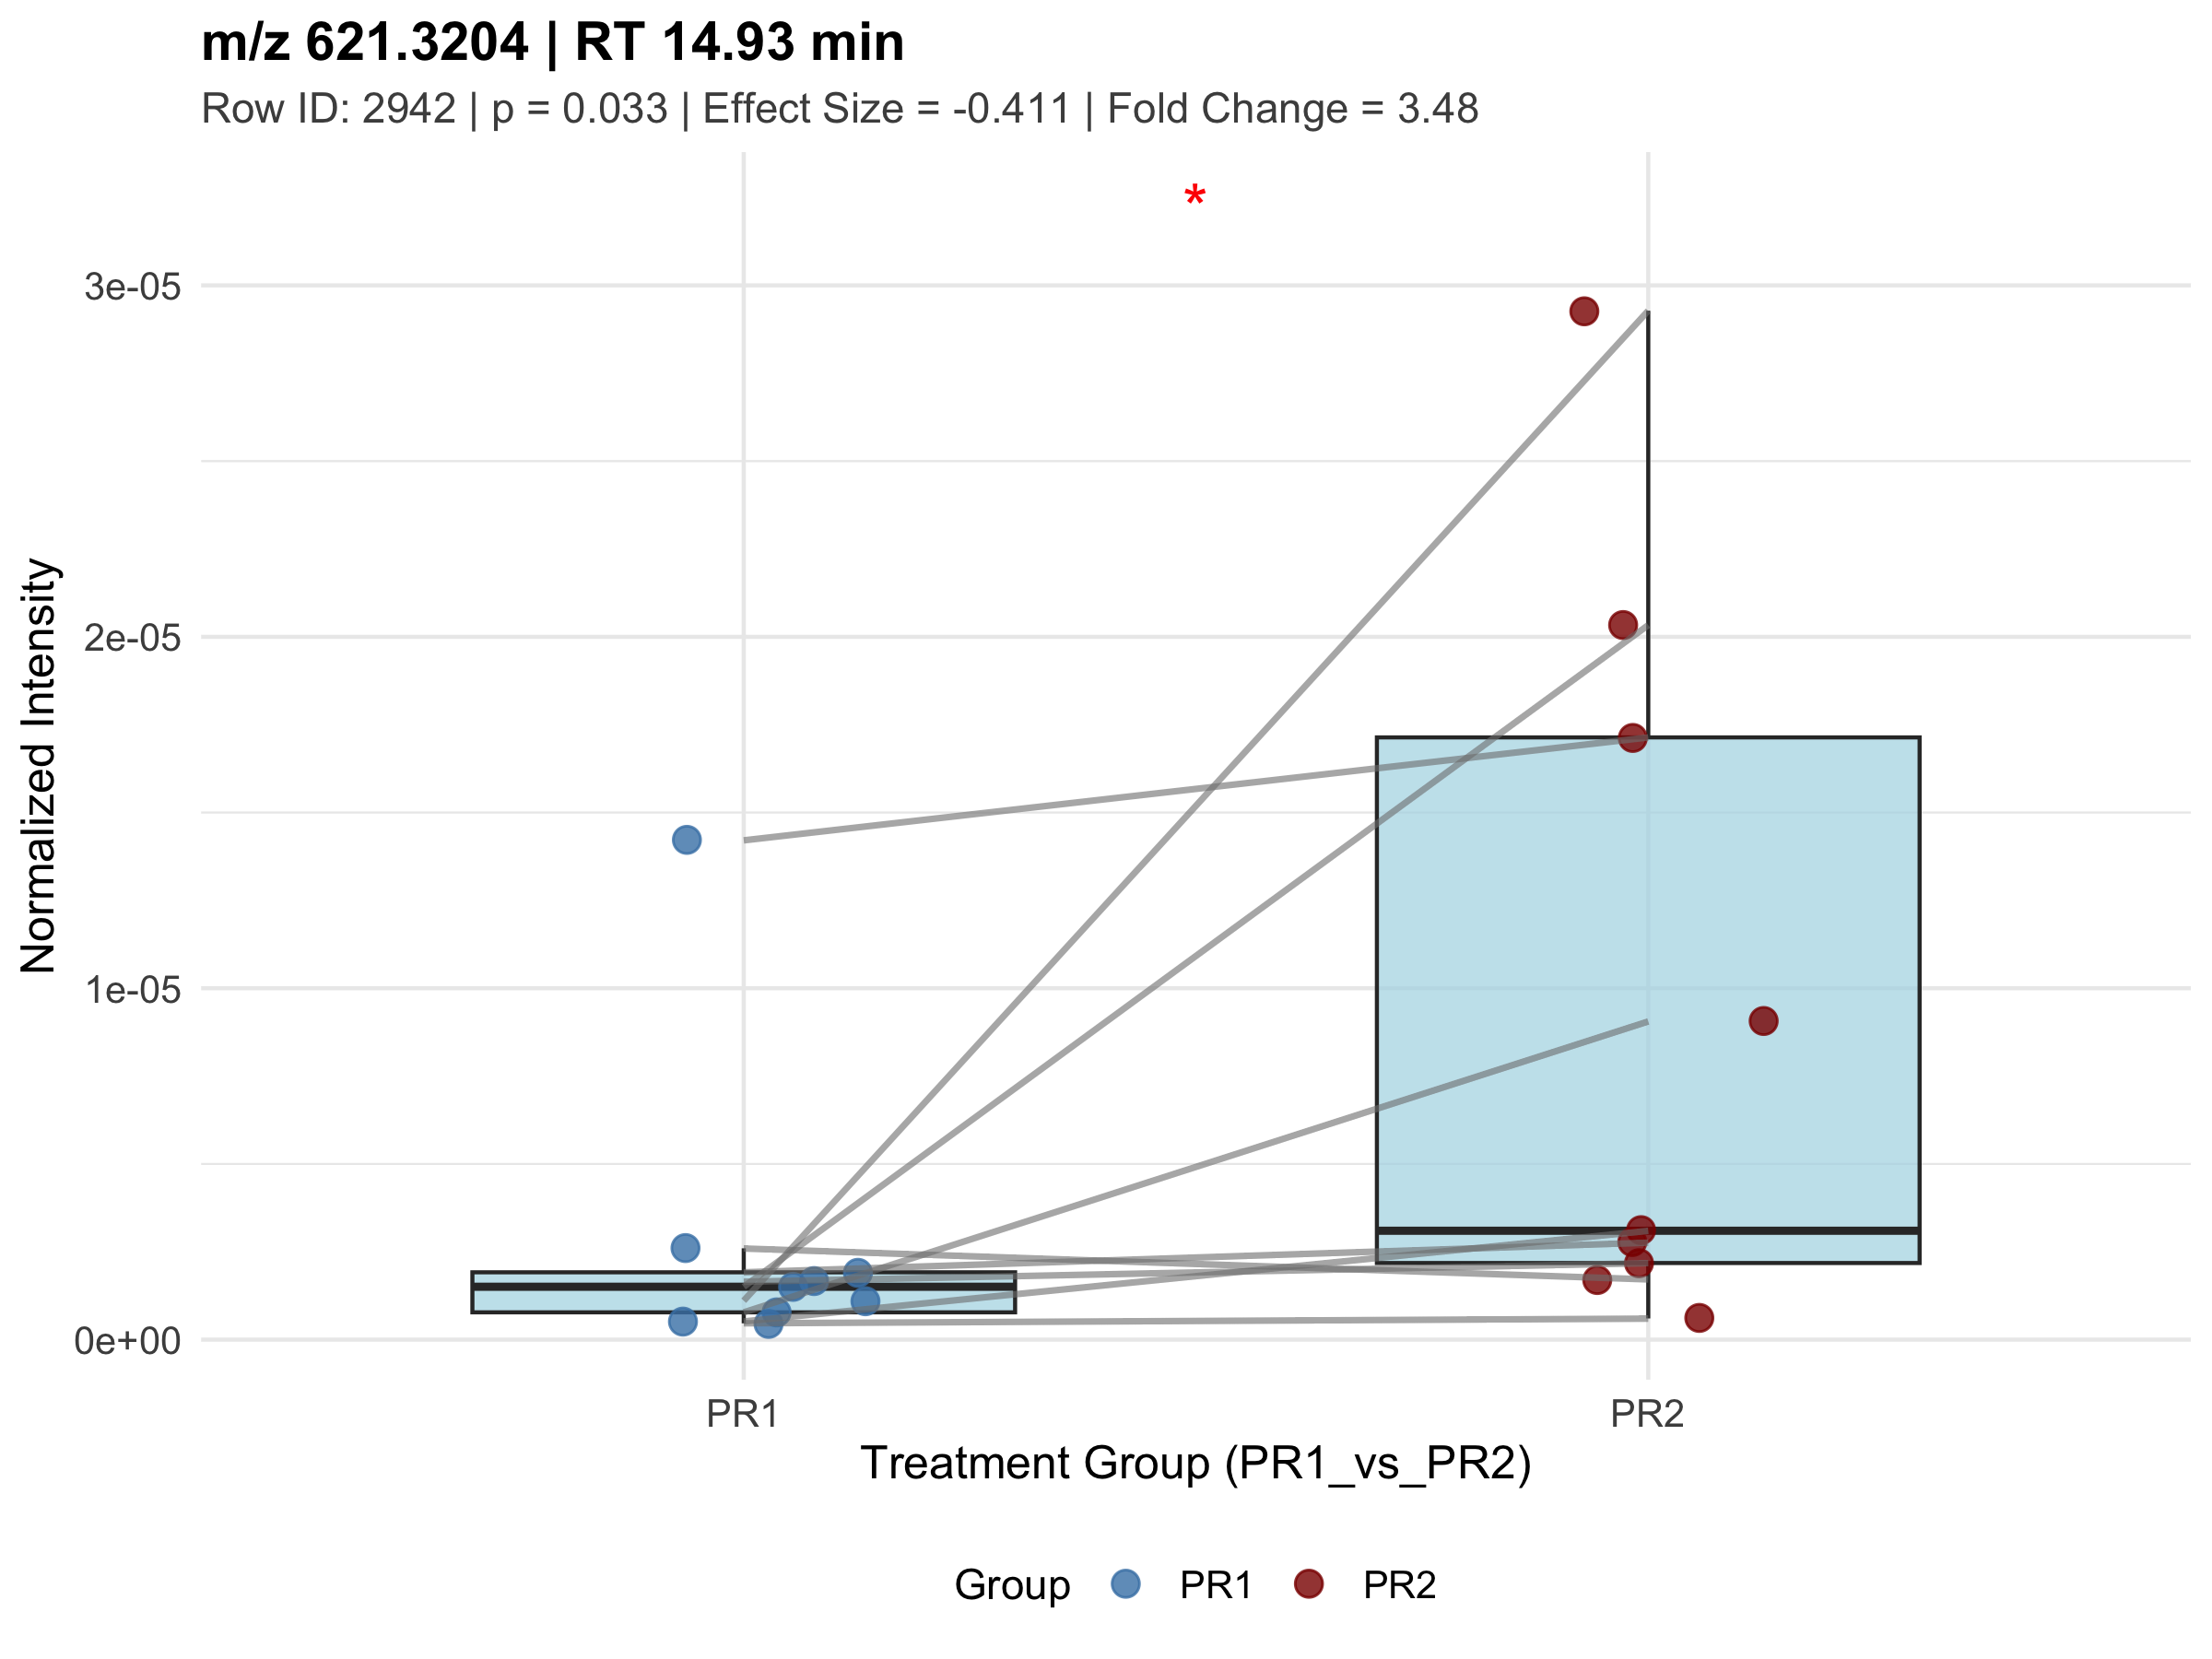 m/z 621.3204 | RT 14.93 min
Row ID: 2942 | p = 0.033 | Effect Size = -0.411 | Fold Change = 3.48
*
Normalized Intensity
3e-05
2e-05
1e-05
0e+00
PR1
PR2
Treatment Group (PR1_vs_PR2)
Group PR1 PR2